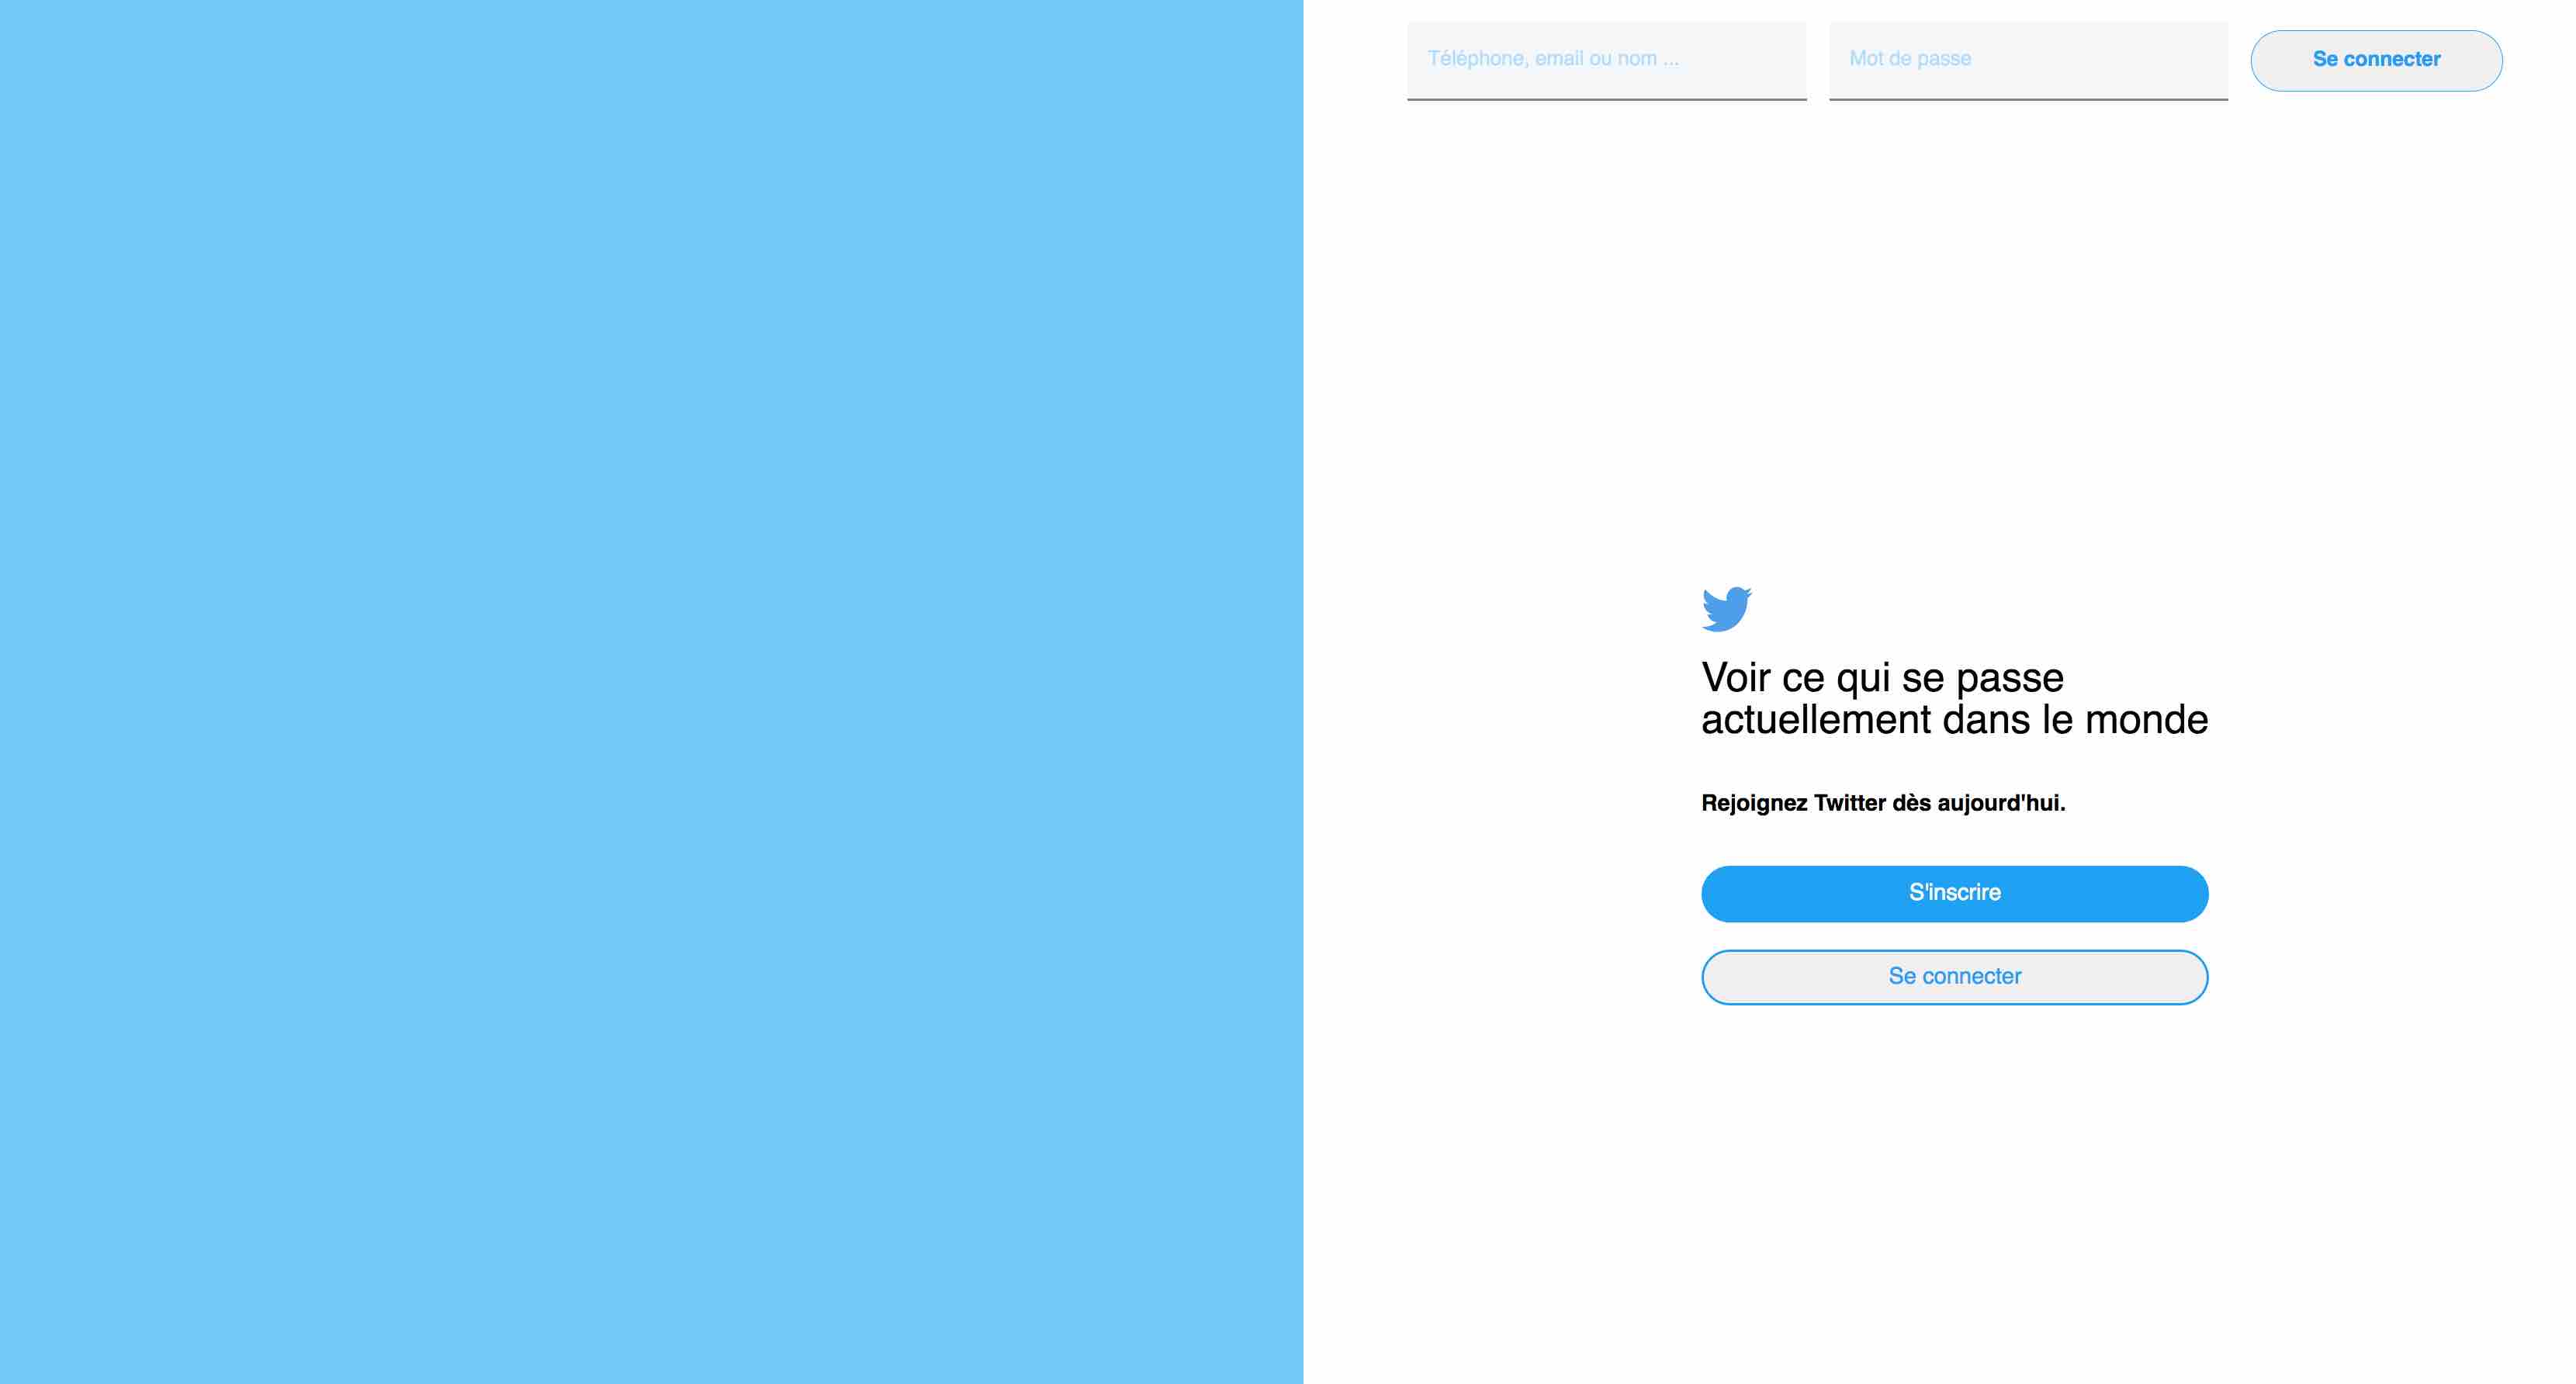 Téléphone, email ou nom ...
Mot de passe
Se connecter
Voir ce qui se passe
actuellement dans le monde
Rejoignez Twitter dès aujourd'hui.
S'inscrire
Se connecter